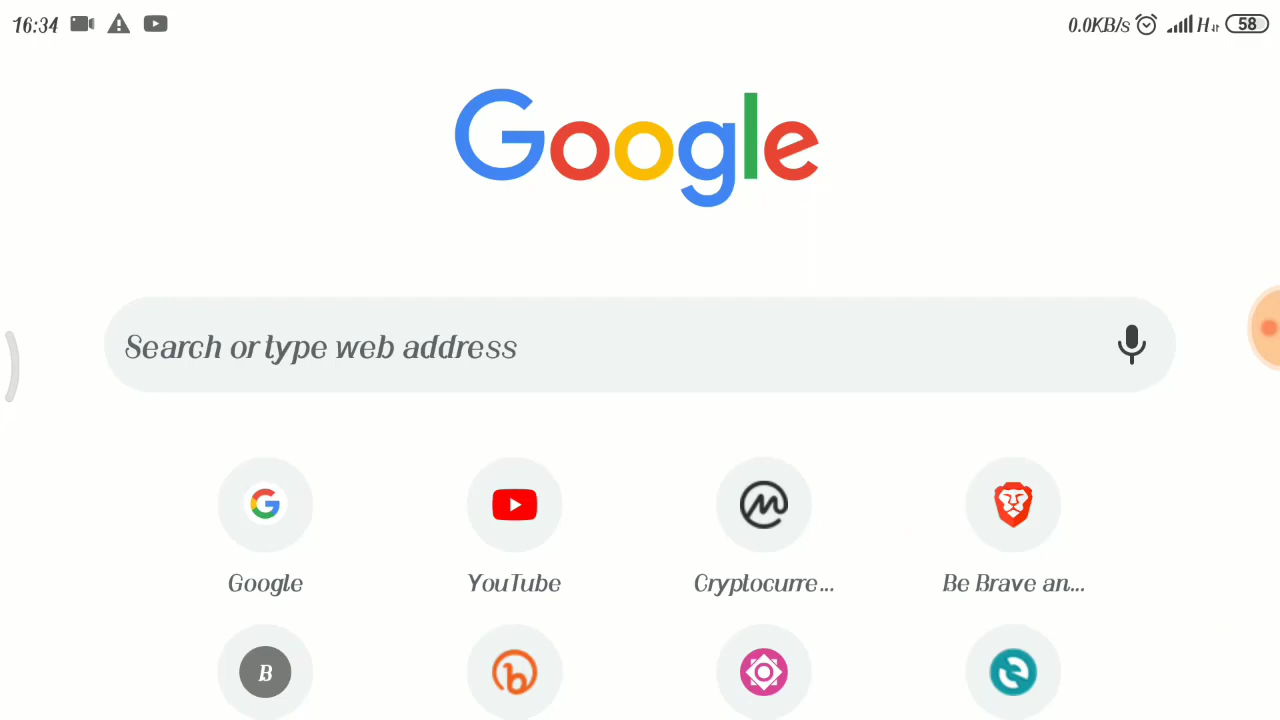 16:34 0.0KB/s H 58
Google
Search or type web address
Google YouTube Cryptocurre... Be Brave an...
B b